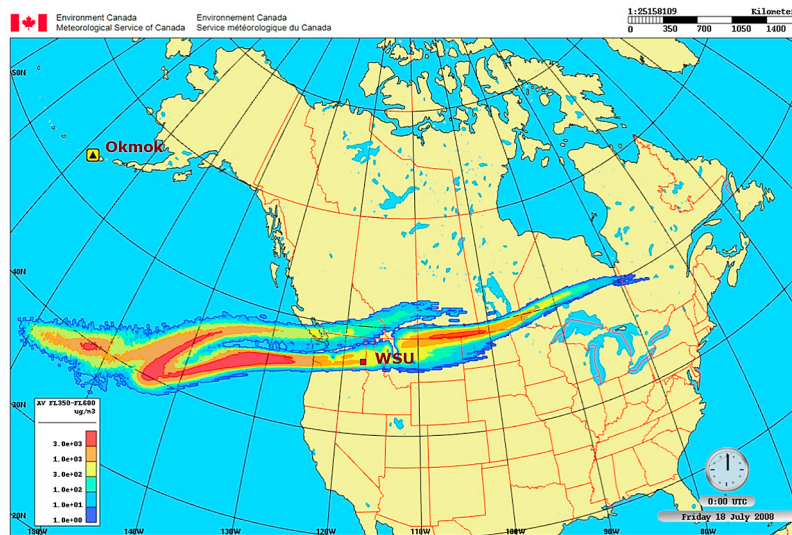 Environment Canada
Meteorological Service of Canada
Environnement Canada
Service météorologique du Canada
1:25158109 Kilometer
0 350 700 1050 1400
50N
Okmok
40N
WSU
30N
AV FL350-FL600
ug/m3
3.0e+03
1.0e+03
3.0e+02
1.0e+02
1.0e+01
1.0e+00
0:00 UTC
Friday 18 July 2008
20N
150W
140W
130W
120W
110W
100W
90W
80W